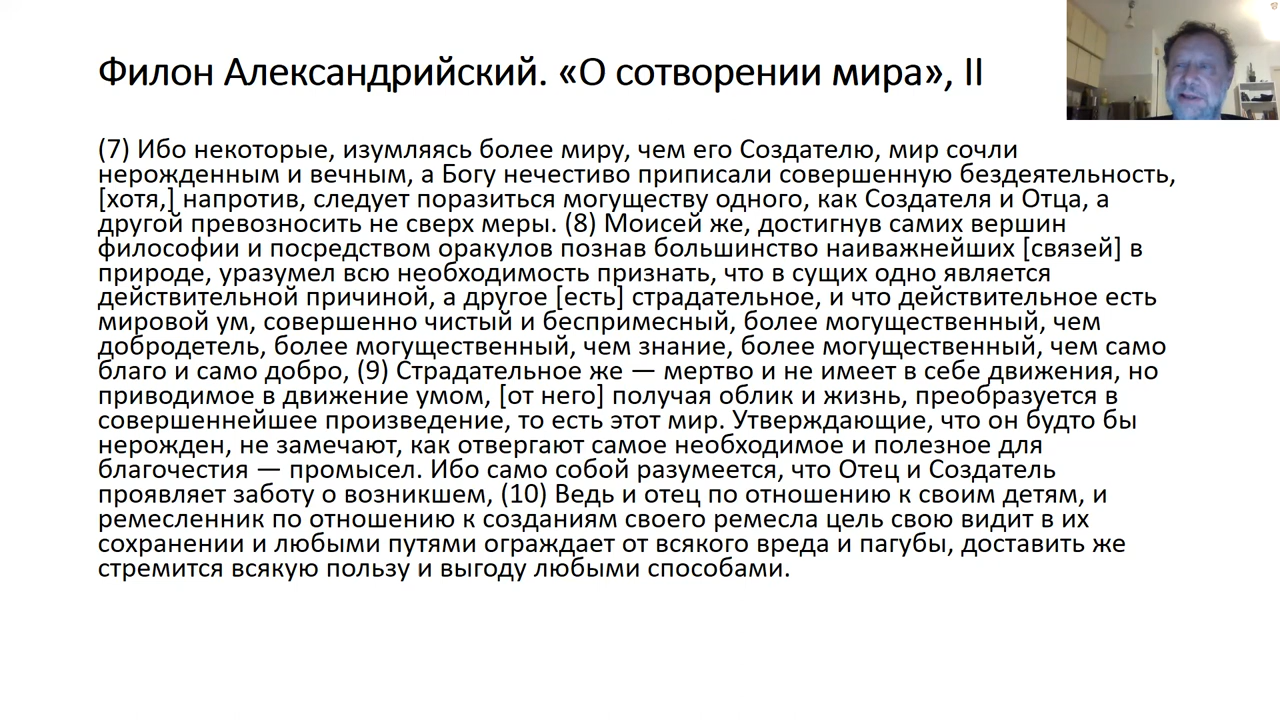 Филон Александрийский. «О сотворении мира», II
(7) Ибо некоторые, изумляясь более миру, чем его Создателю, мир сочли
нерожденным и вечным, а Богу нечестиво приписали совершенную бездеятельность,
[хотя,] напротив, следует поразиться могуществу одного, как Создателя и Отца, а
другой превозносить не сверх меры. (8) Моисей же, достигнув самих вершин
философии и посредством оракулов познав большинство наиважнейших [связей] в
природе, уразумел всю необходимость признать, что в сущих одно является
действительной причиной, а другое [есть] страдательное, и что действительное есть
мировой ум, совершенно чистый и беспримесный, более могущественный, чем
добродетель, более могущественный, чем знание, более могущественный, чем само
благо и само добро, (9) Страдательное же — мертво и не имеет в себе движения, но
приводимое в движение умом, [от него] получая облик и жизнь, преобразуется в
совершеннейшее произведение, то есть этот мир. Утверждающие, что он будто бы
нерожден, не замечают, как отвергают самое необходимое и полезное для
благочестия — промысел. Ибо само собой разумеется, что Отец и Создатель
проявляет заботу о возникшем, (10) Ведь и отец по отношению к своим детям, и
ремесленник по отношению к созданиям своего ремесла цель свою видит в их
сохранении и любыми путями ограждает от всякого вреда и пагубы, доставить же
стремится всякую пользу и выгоду любыми способами.